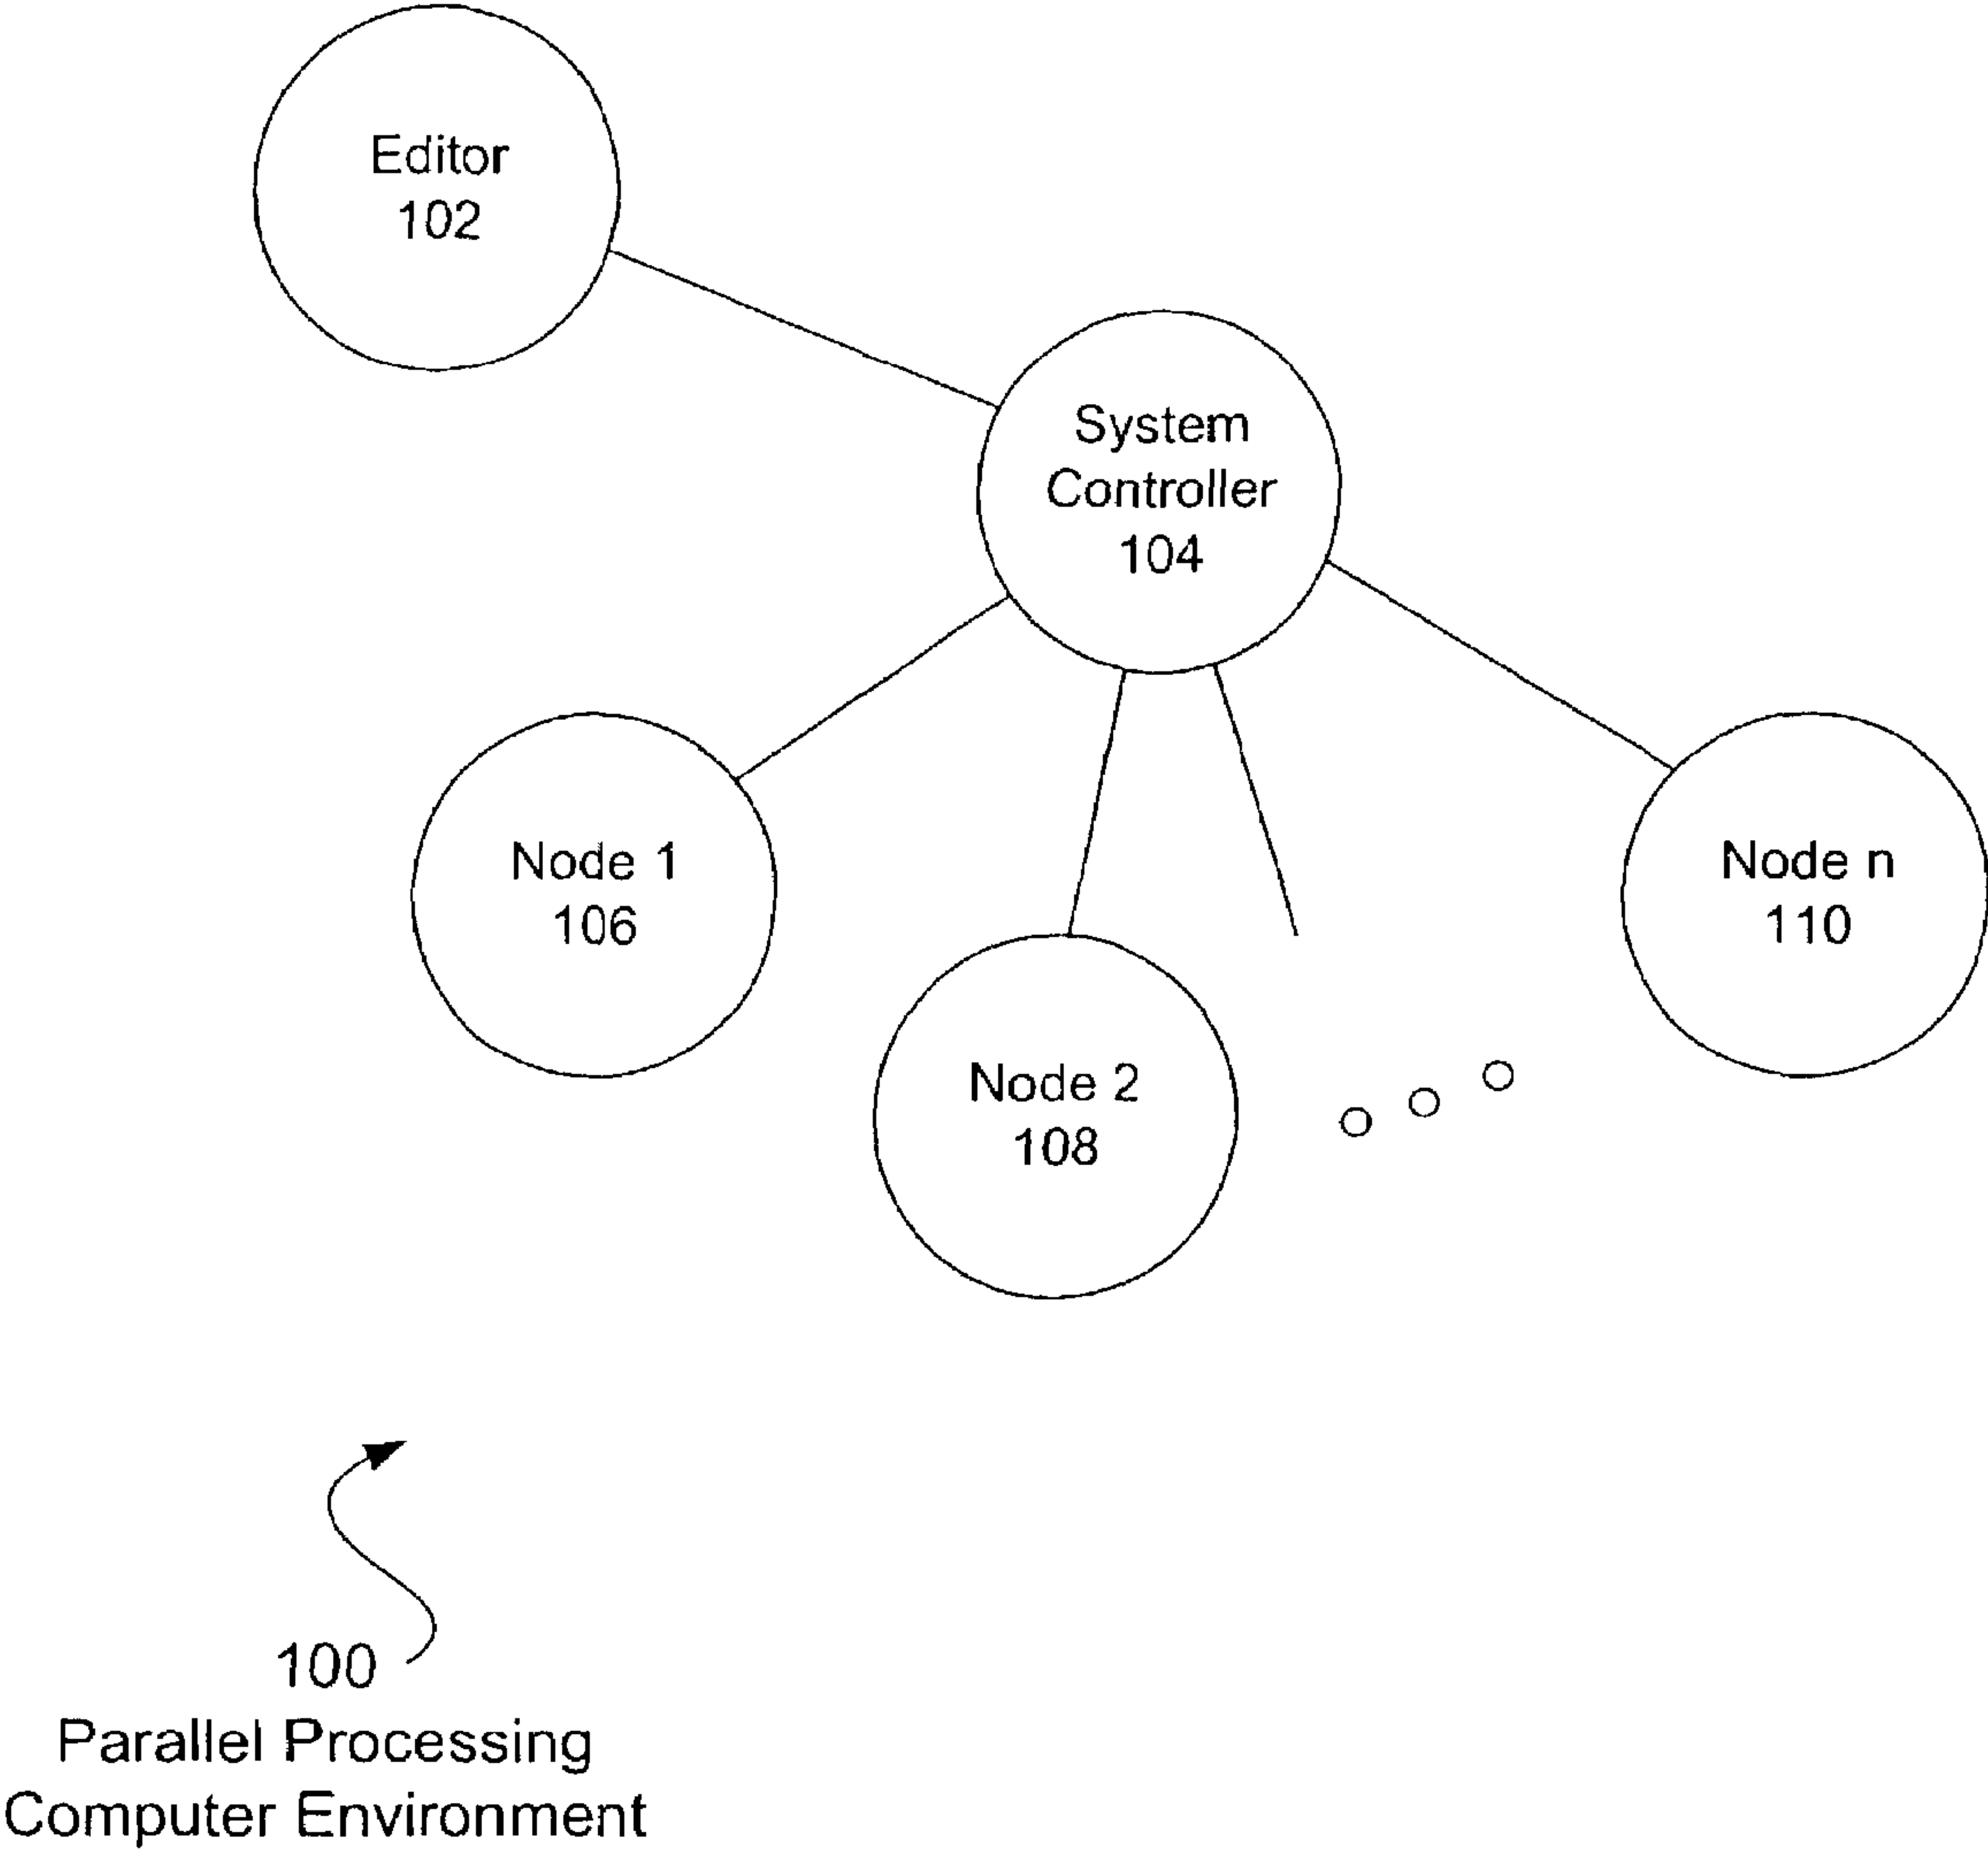 Editor
102
System
Controller
104
Node 1
106
Node n
110
Node 2
108
100
Parallel Processing
Computer Environment